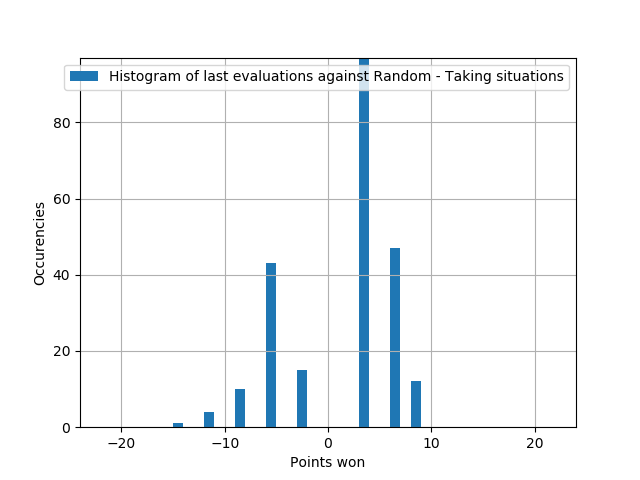 Histogram of last evaluations against Random - Taking situations
80
60
40
20
0
Occurencies
−20 −10 0 10 20
Points won